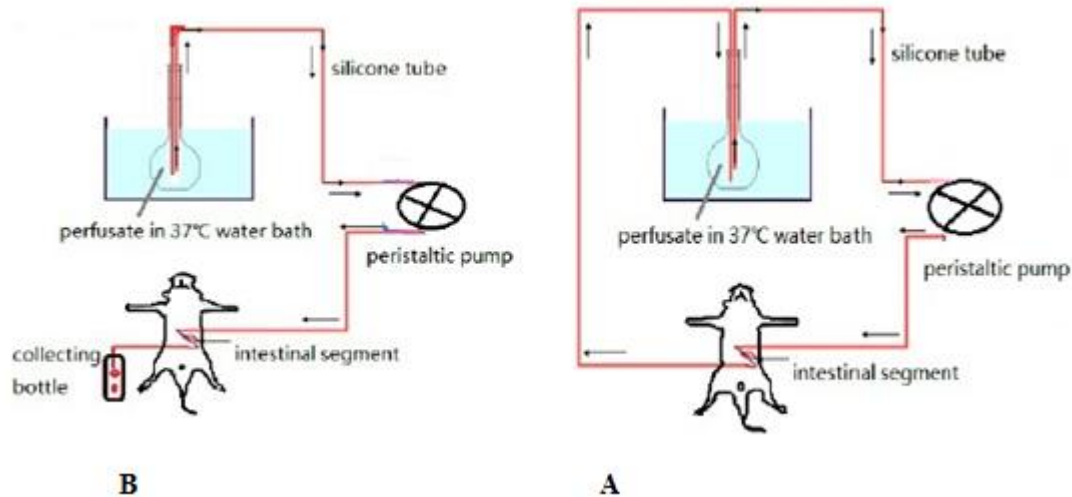 silicone tube
perfusate in 37℃ water bath
peristaltic pump
intestinal segment
collecting
bottle
B
silicone tube
perfusate in 37℃ water bath
peristaltic pump
intestinal segment
A